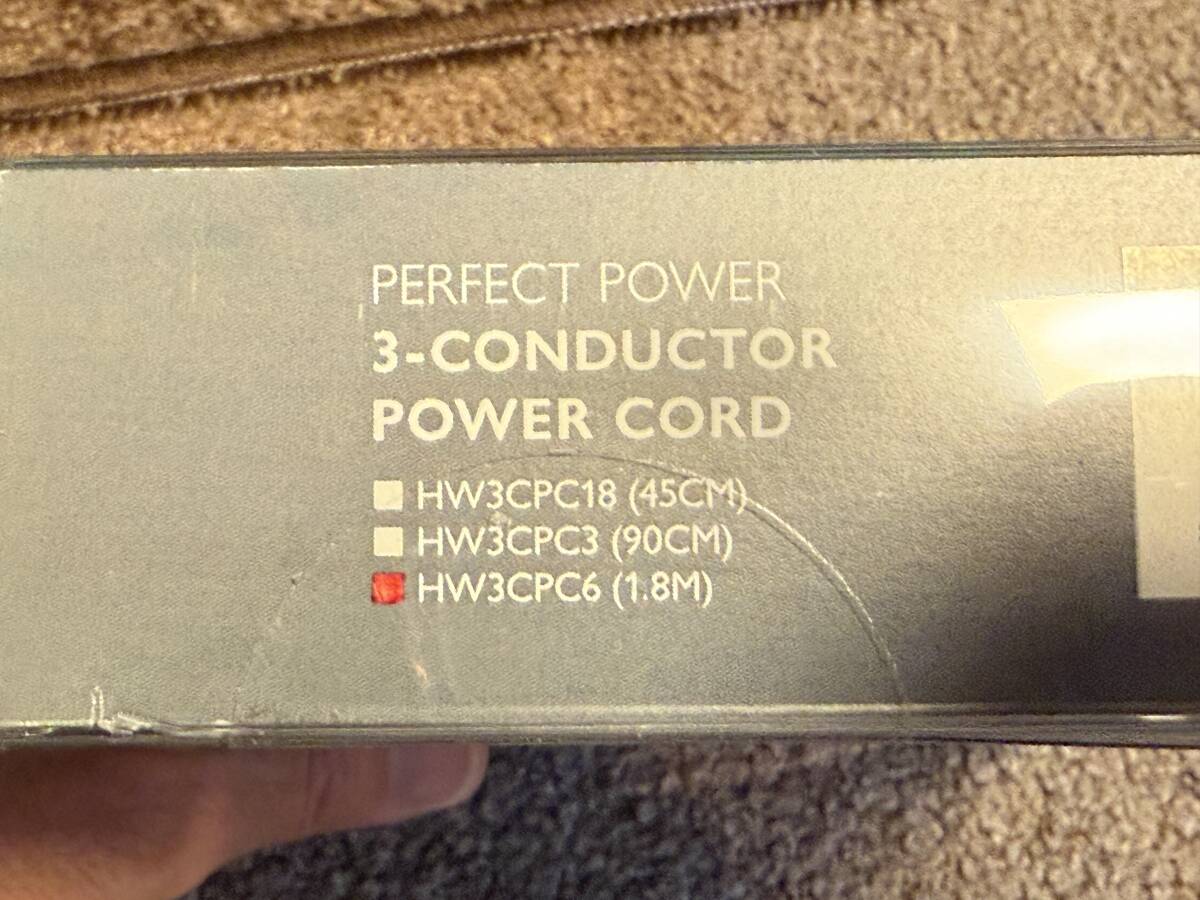 PERFECT POWER
3-CONDUCTOR
POWER CORD
HW3CPC18 (45CM)
HW3CPC3 (90CM)
HW3CPC6 (1.8M)